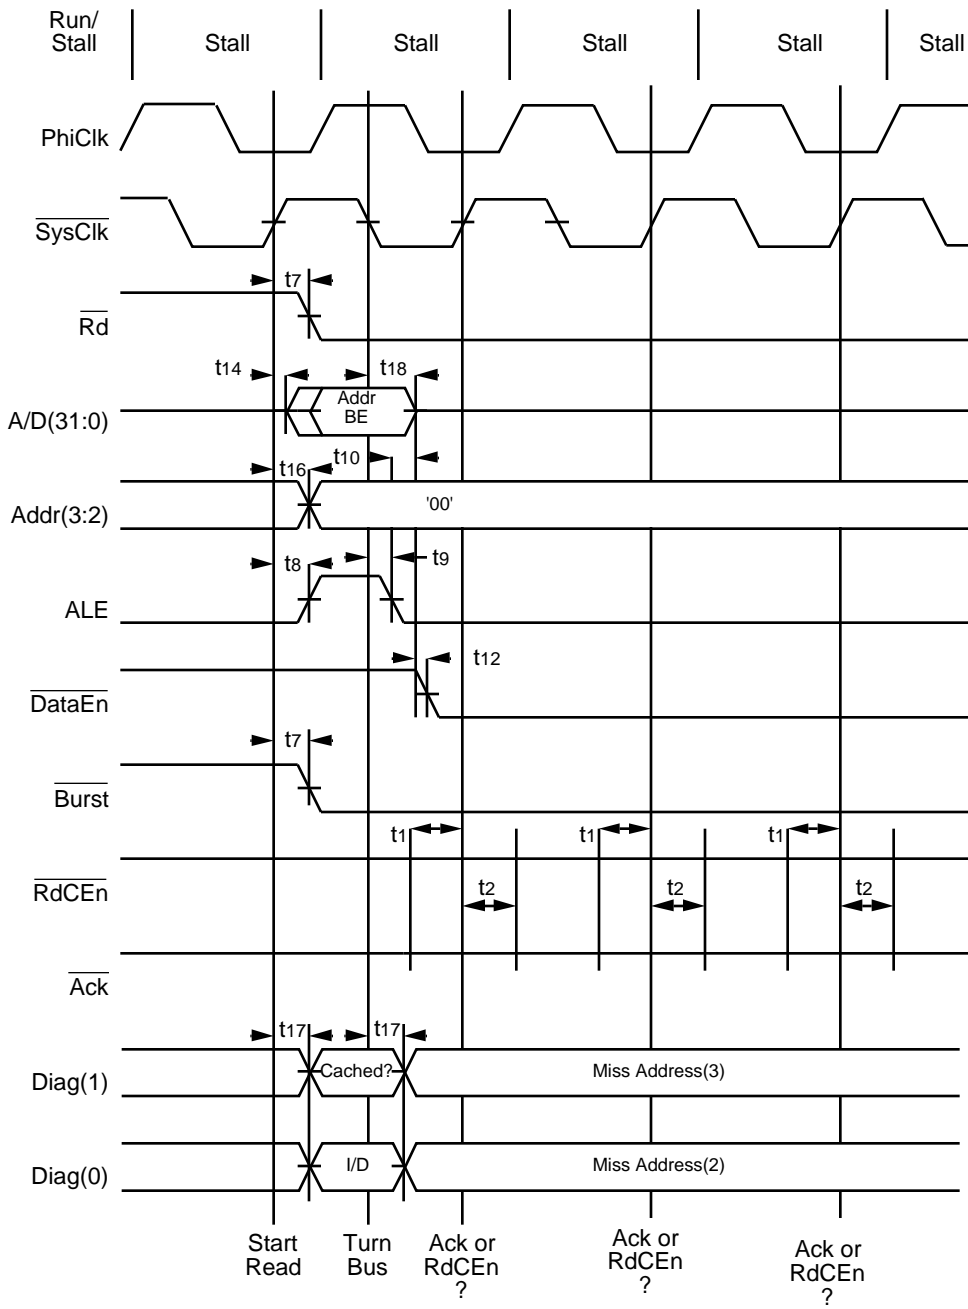 Run/
Stall
Stall
Stall
Stall
Stall
Stall
PhiClk
SysClk
t7
Rd
t14
t18
Addr
BE
A/D(31:0)
t16
t10
'00'
Addr(3:2)
t8
t9
ALE
t12
DataEn
t7
Burst
t1
t1
t1
RdCEn
t2
t2
t2
Ack
t17
t17
Diag(1)
Cached?
Miss Address(3)
Diag(0)
I/D
Miss Address(2)
Start
Read
Turn
Bus
Ack or
RdCEn
?
Ack or
RdCEn
?
Ack or
RdCEn
?